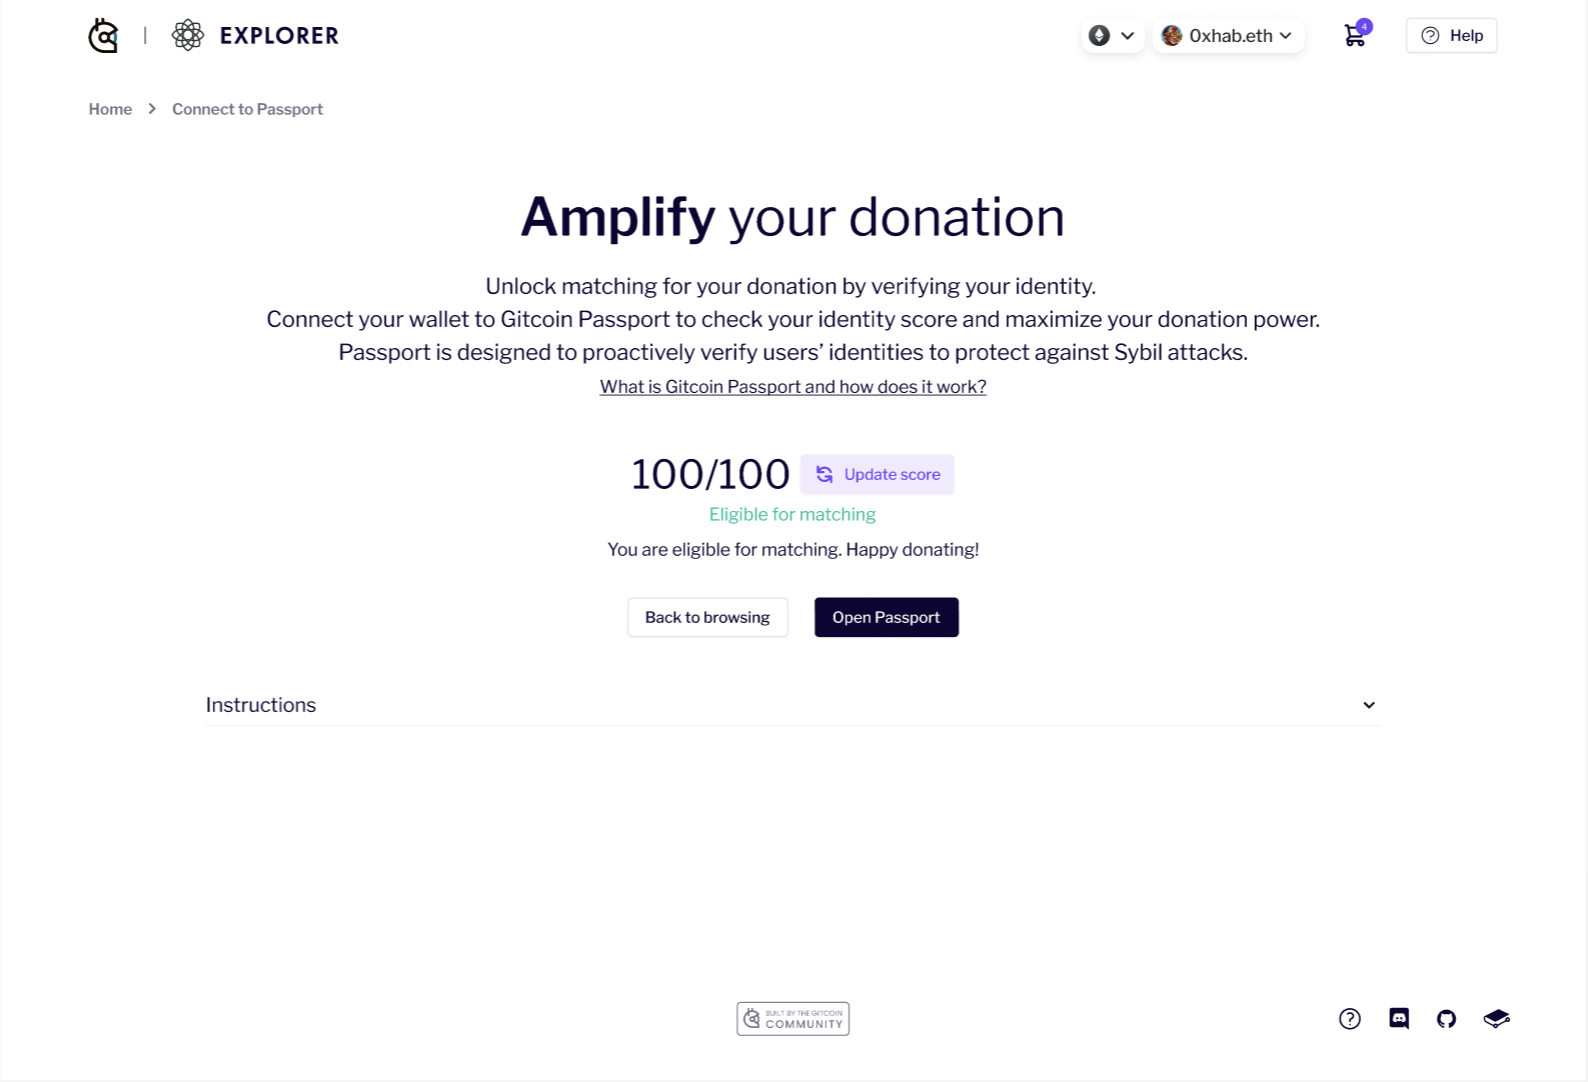 EXPLORER
0xhab.eth
4
Help
Home
Connect to Passport
Amplify your donation
Unlock matching for your donation by verifying your identity.
Connect your wallet to Gitcoin Passport to check your identity score and maximize your donation power.
Passport is designed to proactively verify users’ identities to protect against Sybil attacks.
What is Gitcoin Passport and how does it work?
100/100
Update score
Eligible for matching
You are eligible for matching. Happy donating!
Back to browsing
Open Passport
Instructions
BUILT BY THE GITCOIN
COMMUNITY